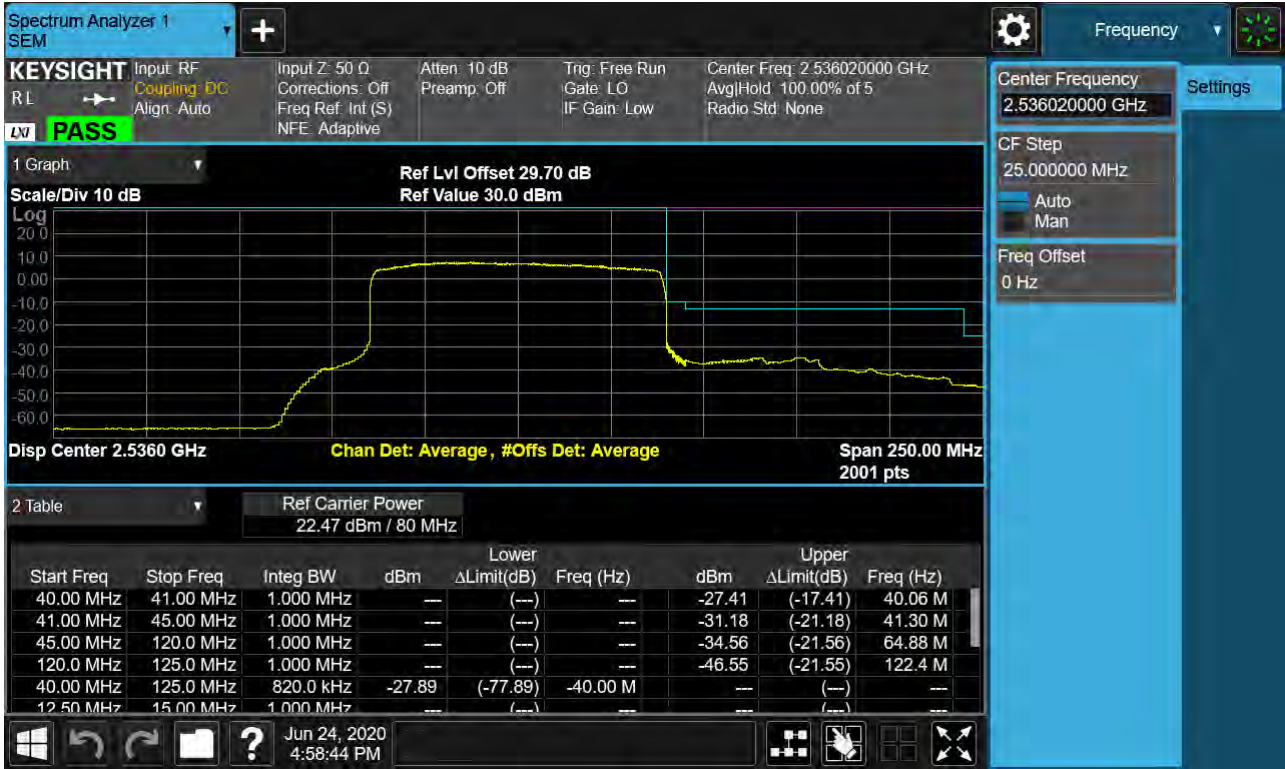 Spectrum Analyzer 1
SEM
Frequency
KEYSIGHT
R L
LXI
PASS
Input: RF
Coupling: DC
Align: Auto
Input Z: 50 Ω
Corrections: Off
Freq Ref: Int (S)
NFE: Adaptive
Atten: 10 dB
Preamp: Off
Trig: Free Run
Gate: LO
IF Gain: Low
Center Freq: 2.536020000 GHz
Avg|Hold: 100.00% of 5
Radio Std: None
Center Frequency
2.536020000 GHz
Settings
CF Step
25.000000 MHz
Auto
Man
Freq Offset
0 Hz
1 Graph
Scale/Div 10 dB
Ref Lvl Offset 29.70 dB
Ref Value 30.0 dBm
Log
20.0
10.0
0.00
-10.0
-20.0
-30.0
-40.0
-50.0
-60.0
Disp Center 2.5360 GHz
Chan Det: Average , #Offs Det: Average
Span 250.00 MHz
2001 pts
2 Table
Ref Carrier Power
22.47 dBm / 80 MHz
Lower Upper
Start Freq Stop Freq Integ BW dBm ΔLimit(dB) Freq (Hz) dBm ΔLimit(dB) Freq (Hz)
40.00 MHz 41.00 MHz 1.000 MHz --- (---) --- -27.41 (-17.41) 40.06 M
41.00 MHz 45.00 MHz 1.000 MHz --- (---) --- -31.18 (-21.18) 41.30 M
45.00 MHz 120.0 MHz 1.000 MHz --- (---) --- -34.56 (-21.56) 64.88 M
120.0 MHz 125.0 MHz 1.000 MHz --- (---) --- -46.55 (-21.55) 122.4 M
40.00 MHz 125.0 MHz 820.0 kHz -27.89 (-77.89) -40.00 M --- (---) ---
12.50 MHz 15.00 MHz 1.000 MHz --- (---) --- --- (---) ---
?
Jun 24, 2020
4:58:44 PM